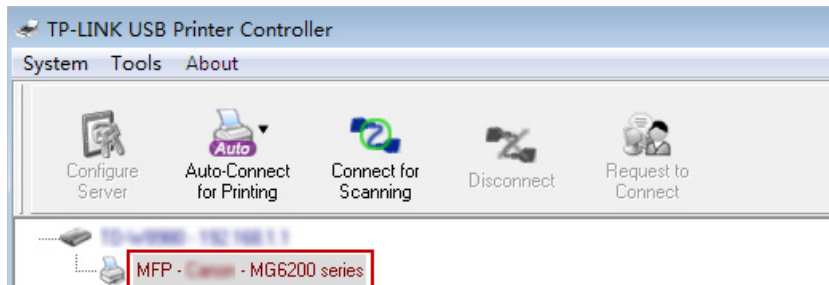 TP-LINK USB Printer Controller
System Tools About
Auto
Configure Server
Auto-Connect for Printing
Connect for Scanning
Disconnect
Request to Connect
MFP - - MG6200 series